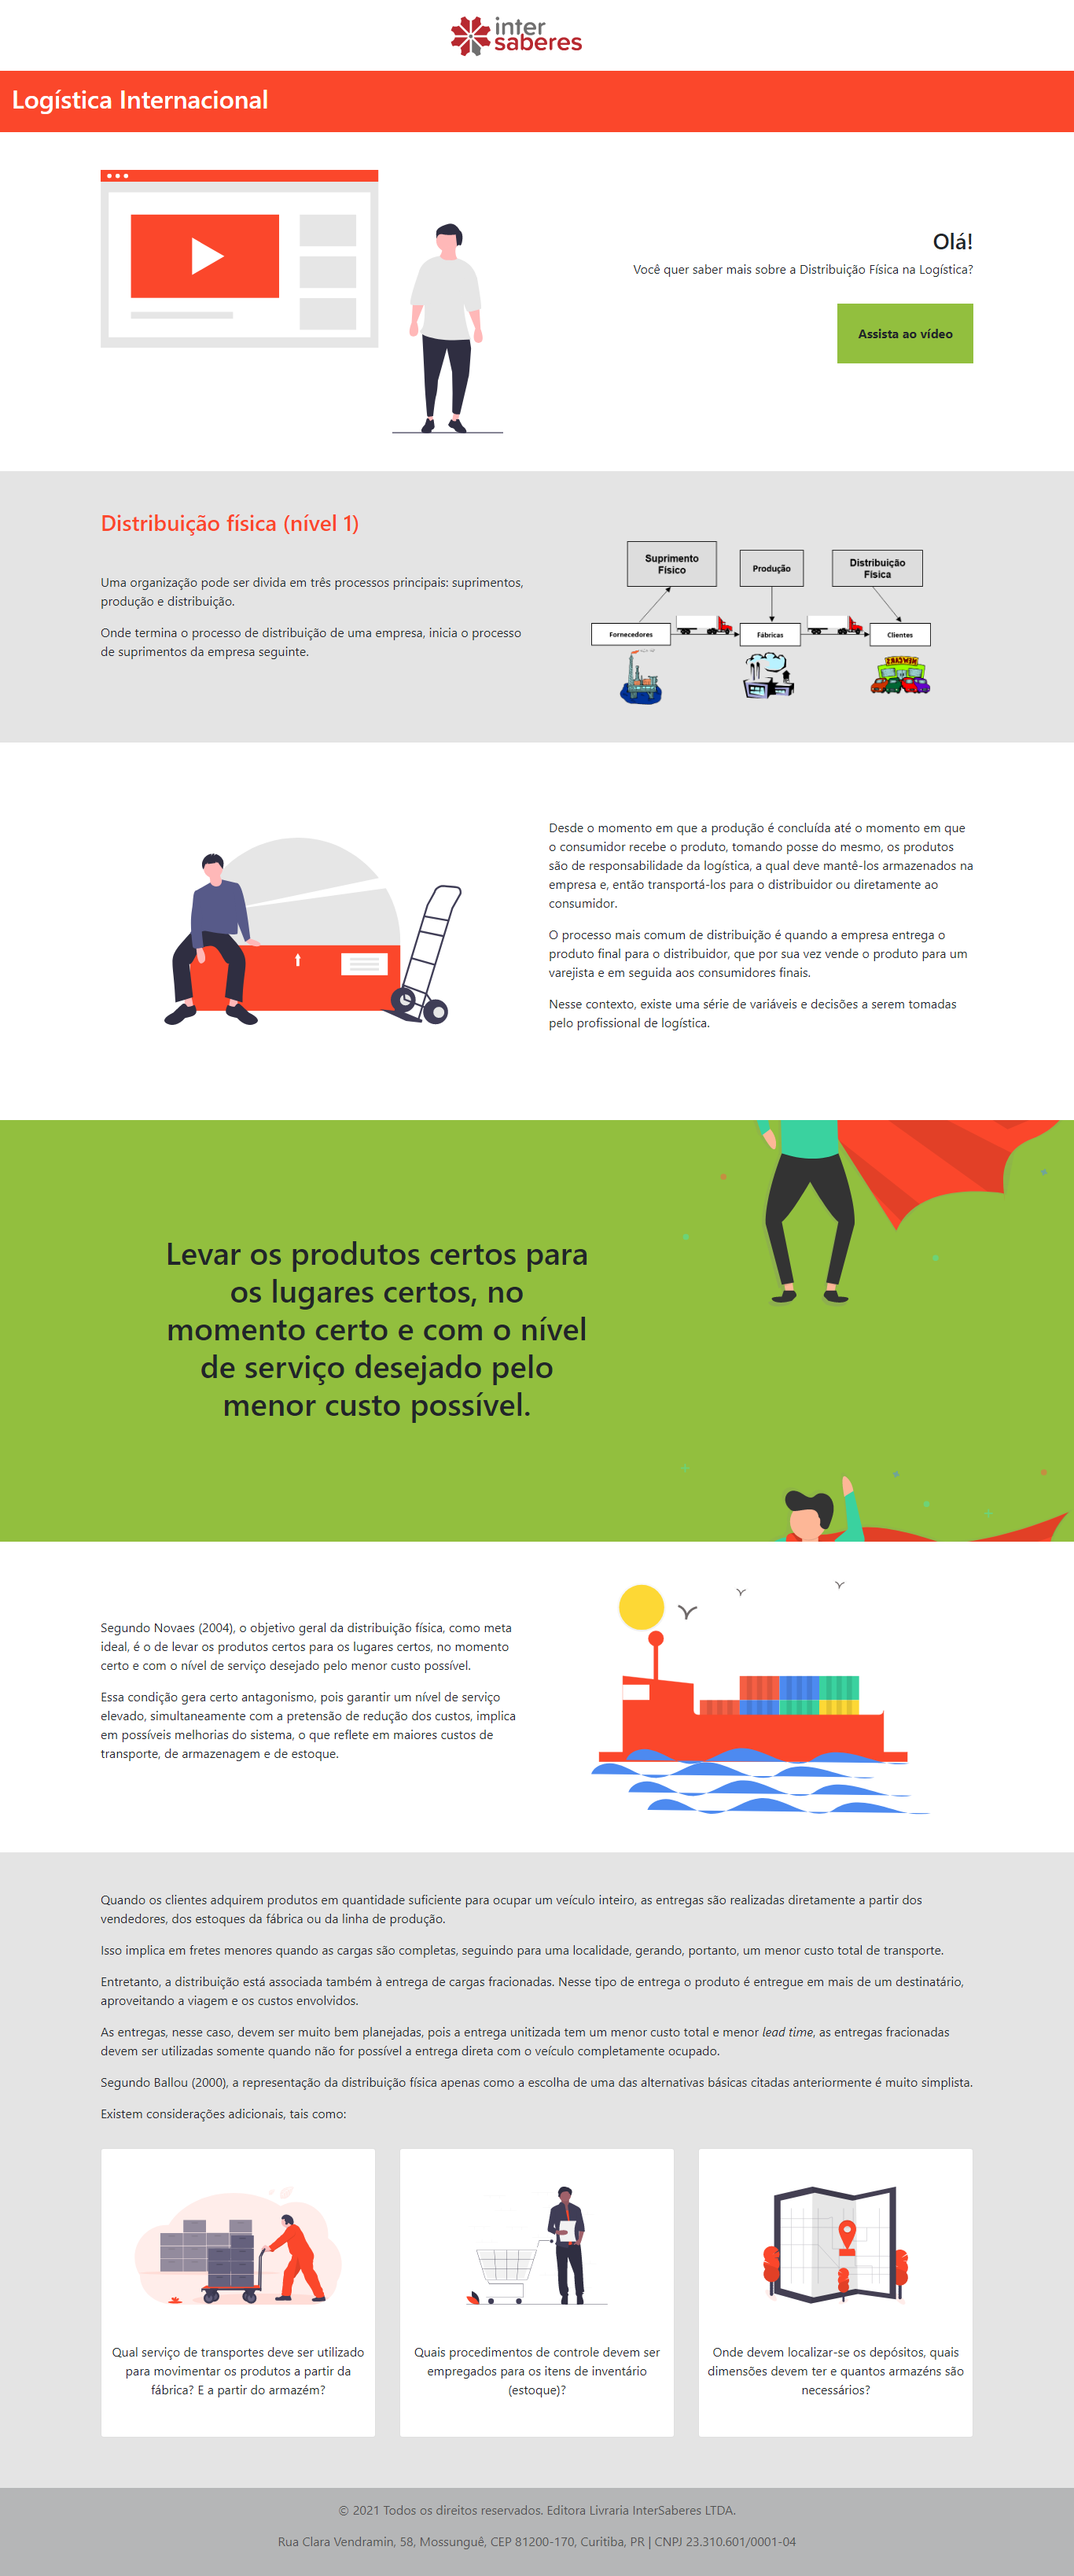 inter
saberes
Logística Internacional
Olá!
Você quer saber mais sobre a Distribuição Física na Logística?
Assista ao vídeo
Distribuição física (nível 1)
Uma organização pode ser divida em três processos principais: suprimentos,
produção e distribuição.
Onde termina o processo de distribuição de uma empresa, inicia o processo
de suprimentos da empresa seguinte.
Suprimento
Físico
Produção
Distribuição
Física
Fornecedores
Fábricas
Clientes
Desde o momento em que a produção é concluída até o momento em que
o consumidor recebe o produto, tomando posse do mesmo, os produtos
são de responsabilidade da logística, a qual deve mantê-los armazenados na
empresa e, então transportá-los para o distribuidor ou diretamente ao
consumidor.
O processo mais comum de distribuição é quando a empresa entrega o
produto final para o distribuidor, que por sua vez vende o produto para um
varejista e em seguida aos consumidores finais.
Nesse contexto, existe uma série de variáveis e decisões a serem tomadas
pelo profissional de logística.
Levar os produtos certos para
os lugares certos, no
momento certo e com o nível
de serviço desejado pelo
menor custo possível.
Segundo Novaes (2004), o objetivo geral da distribuição física, como meta
ideal, é o de levar os produtos certos para os lugares certos, no momento
certo e com o nível de serviço desejado pelo menor custo possível.
Essa condição gera certo antagonismo, pois garantir um nível de serviço
elevado, simultaneamente com a pretensão de redução dos custos, implica
em possíveis melhorias do sistema, o que reflete em maiores custos de
transporte, de armazenagem e de estoque.
Quando os clientes adquirem produtos em quantidade suficiente para ocupar um veículo inteiro, as entregas são realizadas diretamente a partir dos
vendedores, dos estoques da fábrica ou da linha de produção.
Isso implica em fretes menores quando as cargas são completas, seguindo para uma localidade, gerando, portanto, um menor custo total de transporte.
Entretanto, a distribuição está associada também à entrega de cargas fracionadas. Nesse tipo de entrega o produto é entregue em mais de um destinatário,
aproveitando a viagem e os custos envolvidos.
As entregas, nesse caso, devem ser muito bem planejadas, pois a entrega unitizada tem um menor custo total e menor lead time, as entregas fracionadas
devem ser utilizadas somente quando não for possível a entrega direta com o veículo completamente ocupado.
Segundo Ballou (2000), a representação da distribuição física apenas como a escolha de uma das alternativas básicas citadas anteriormente é muito simplista.
Existem considerações adicionais, tais como:
Qual serviço de transportes deve ser utilizado
para movimentar os produtos a partir da
fábrica? E a partir do armazém?
Quais procedimentos de controle devem ser
empregados para os itens de inventário
(estoque)?
Onde devem localizar-se os depósitos, quais
dimensões devem ter e quantos armazéns são
necessários?
© 2021 Todos os direitos reservados. Editora Livraria InterSaberes LTDA.
Rua Clara Vendramin, 58, Mossunguê, CEP 81200-170, Curitiba, PR | CNPJ 23.310.601/0001-04